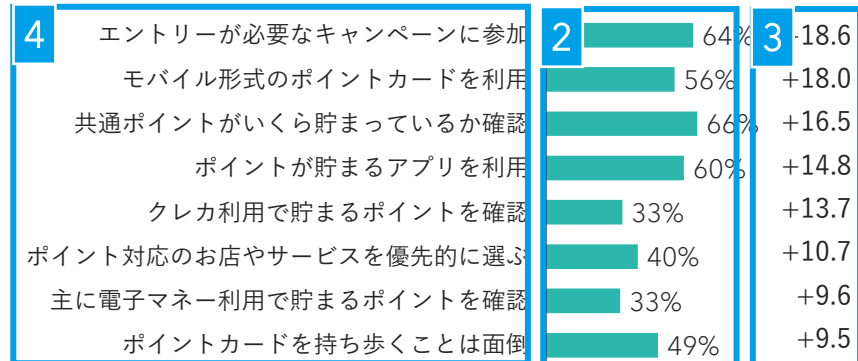 4 エントリーが必要なキャンペーンに参加 2 64% 3 -18.6
モバイル形式のポイントカードを利用 56% +18.0
共通ポイントがいくら貯まっているか確認 66% +16.5
ポイントが貯まるアプリを利用 60% +14.8
クレカ利用で貯まるポイントを確認 33% +13.7
ポイント対応のお店やサービスを優先的に選ぶ 40% +10.7
主に電子マネー利用で貯まるポイントを確認 33% +9.6
ポイントカードを持ち歩くことは面倒 49% +9.5